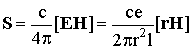 S = c/4π [EH] = ce/2πr²l [rH]